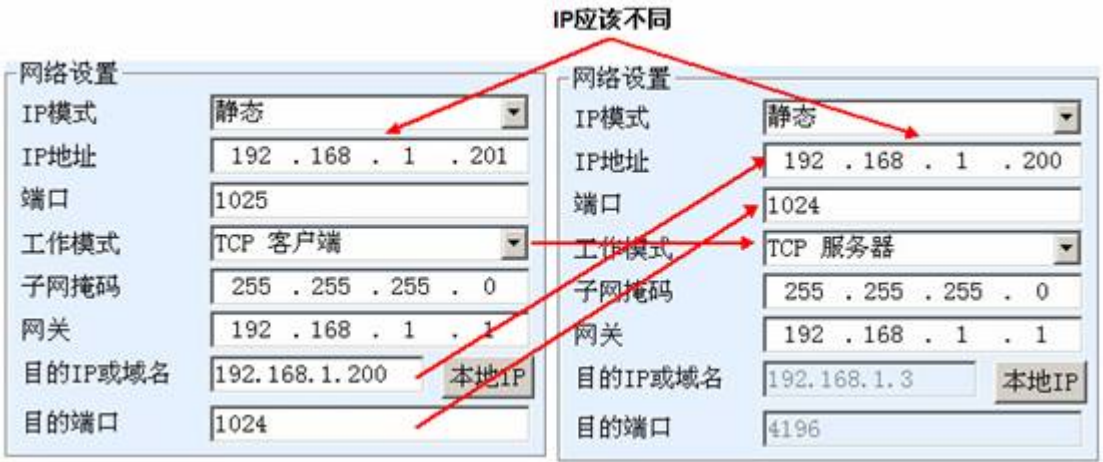 IP应该不同
网络设置
IP模式 静态
IP地址 192 . 168 . 1 . 201
端口 1025
工作模式 TCP 客户端
子网掩码 255 . 255 . 255 . 0
网关 192 . 168 . 1 . 1
目的IP或域名 192.168.1.200 本地IP
目的端口 1024
网络设置
IP模式 静态
IP地址 192 . 168 . 1 . 200
端口 1024
工作模式 TCP 服务器
子网掩码 255 . 255 . 255 . 0
网关 192 . 168 . 1 . 1
目的IP或域名 192.168.1.3 本地IP
目的端口 4196